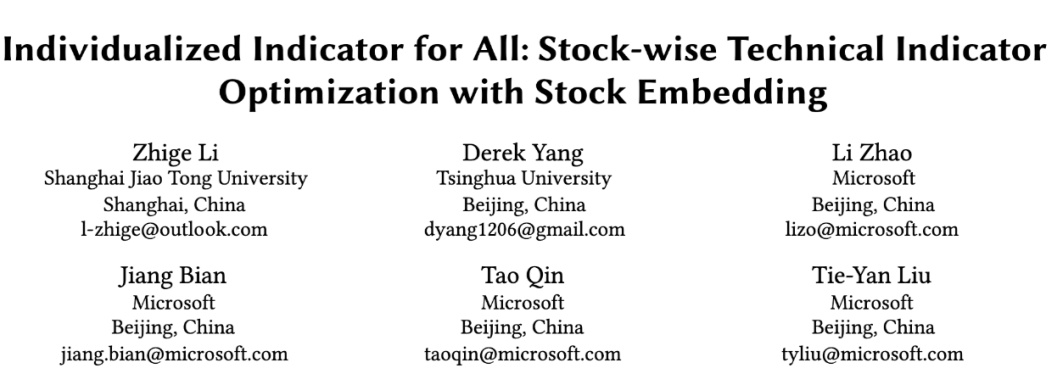 Individualized Indicator for All: Stock-wise Technical Indicator
Optimization with Stock Embedding
Zhige Li
Shanghai Jiao Tong University
Shanghai, China
l-zhige@outlook.com
Derek Yang
Tsinghua University
Beijing, China
dyang1206@gmail.com
Li Zhao
Microsoft
Beijing, China
lizo@microsoft.com
Jiang Bian
Microsoft
Beijing, China
jiang.bian@microsoft.com
Tao Qin
Microsoft
Beijing, China
taoqin@microsoft.com
Tie-Yan Liu
Microsoft
Beijing, China
tyliu@microsoft.com